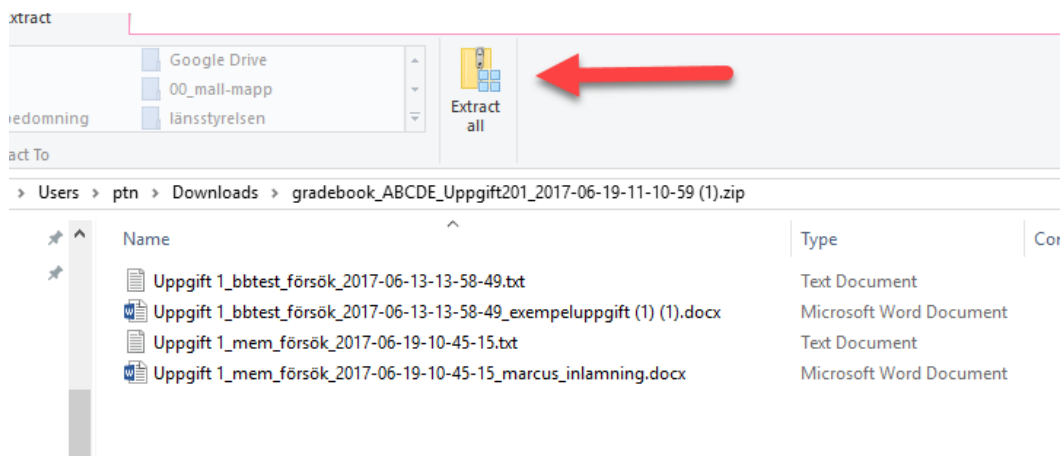 xtract
Google Drive
00_mall-mapp
bedomning
länsstyrelsen
Extract
all
act To
> Users > ptn > Downloads > gradebook_ABCDE_Uppgift201_2017-06-19-11-10-59 (1).zip
Name Type Cor
Uppgift 1_bbtest_försök_2017-06-13-13-58-49.txt Text Document
Uppgift 1_bbtest_försök_2017-06-13-13-58-49_exempeluppgift (1) (1).docx Microsoft Word Document
Uppgift 1_mem_försök_2017-06-19-10-45-15.txt Text Document
Uppgift 1_mem_försök_2017-06-19-10-45-15_marcus_inlamning.docx Microsoft Word Document